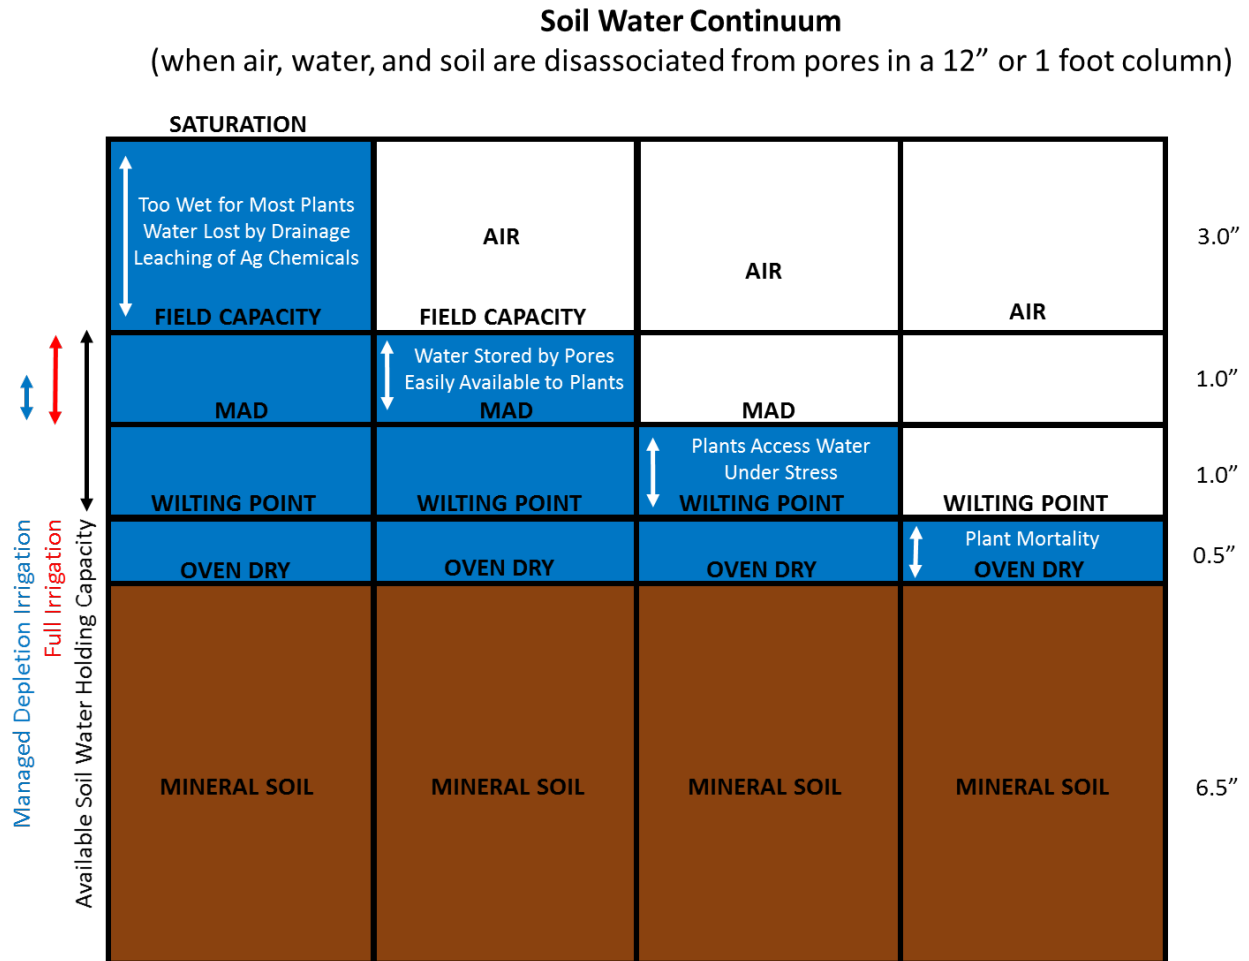 Soil Water Continuum
(when air, water, and soil are disassociated from pores in a 12” or 1 foot column)
SATURATION
Too Wet for Most Plants
Water Lost by Drainage
Leaching of Ag Chemicals
FIELD CAPACITY
AIR
FIELD CAPACITY
AIR
AIR
3.0”
MAD
Water Stored by Pores
Easily Available to Plants
MAD
MAD
1.0”
WILTING POINT
WILTING POINT
Plants Access Water
Under Stress
WILTING POINT
WILTING POINT
1.0”
OVEN DRY
OVEN DRY
OVEN DRY
Plant Mortality
OVEN DRY
0.5”
Managed Depletion Irrigation
Full Irrigation
Available Soil Water Holding Capacity
MINERAL SOIL
MINERAL SOIL
MINERAL SOIL
MINERAL SOIL
6.5”